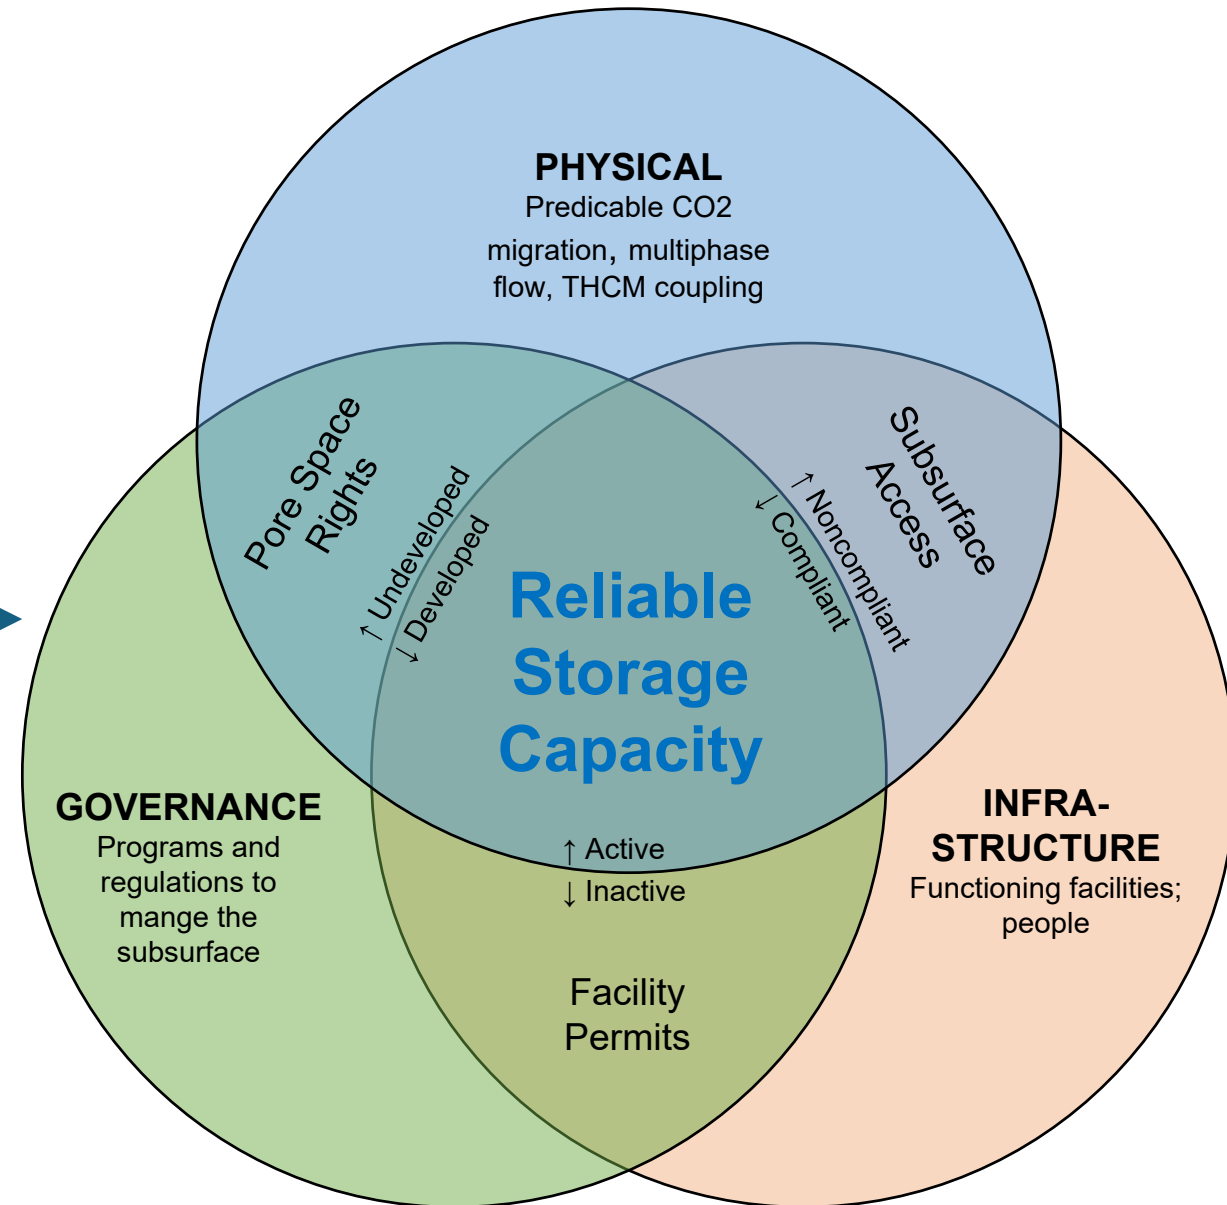 PHYSICAL
Predicable CO2
migration, multiphase
flow, THCM coupling
Pore Space
Rights
↑ Undeveloped
↓ Developed
Subsurface
Access
↑ Noncompliant
↓ Compliant
Reliable
Storage
Capacity
GOVERNANCE
Programs and
regulations to
mange the
subsurface
INFRA-
STRUCTURE
Functioning facilities;
people
↑ Active
↓ Inactive
Facility
Permits